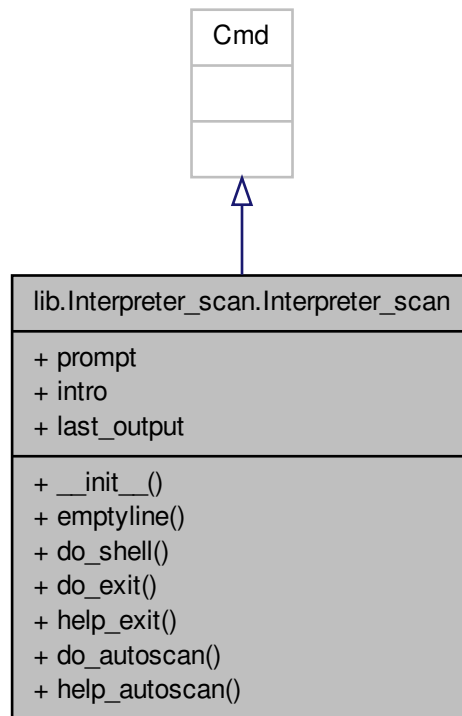 Cmd
lib.Interpreter_scan.Interpreter_scan
+ prompt
+ intro
+ last_output
+ __init__()
+ emptyline()
+ do_shell()
+ do_exit()
+ help_exit()
+ do_autoscan()
+ help_autoscan()